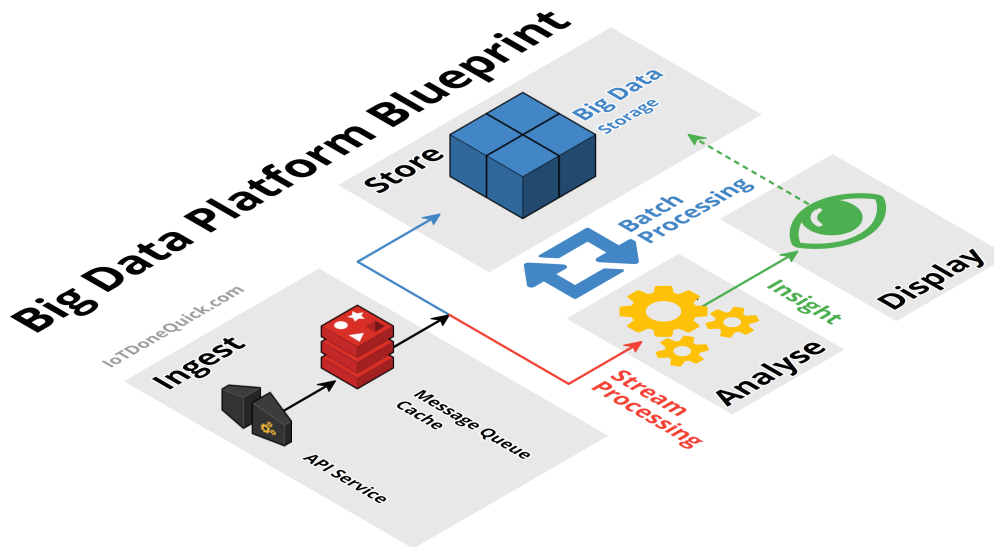 Big Data Platform Blueprint
IoTDoneQuick.com
Store
Big Data
Storage
Batch
Processing
Display
Insight
Analyse
Stream
Processing
Ingest
Message Queue
Cache
API Service